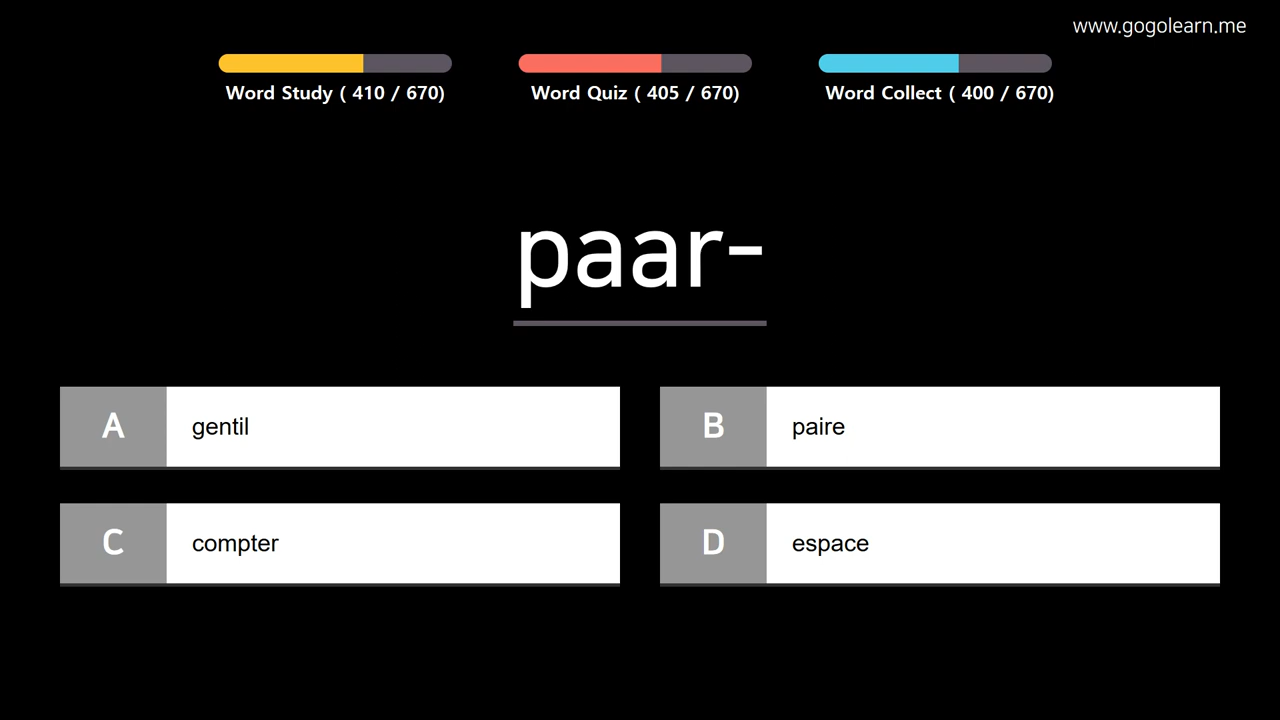 www.gogolearn.me
Word Study ( 410 / 670)
Word Quiz ( 405 / 670)
Word Collect ( 400 / 670)
paar-
A gentil
B paire
C compter
D espace